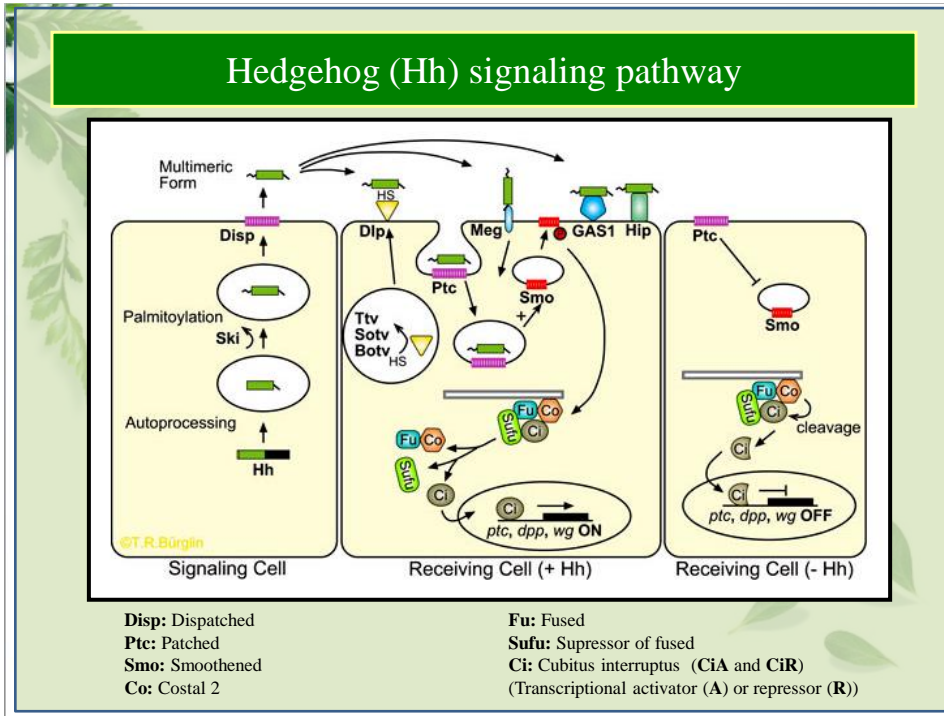 Hedgehog (Hh) signaling pathway
Multimeric
Form
Disp
Palmitoylation
Ski
Autoprocessing
Hh
©T.R.Bürglin
Signaling Cell
HS
Dlp
Ptc
Meg
Smo
GAS1
Hip
P
+
Ttv
Sotv
Botv
HS
Fu
Co
Sufu
Ci
Fu
Co
Sufu
Ci
Ci
ptc, dpp, wg ON
Receiving Cell (+ Hh)
Ptc
Smo
Fu
Co
Sufu
Ci
cleavage
Ci
Ci
ptc, dpp, wg OFF
Receiving Cell (- Hh)
Disp: Dispatched
Ptc: Patched
Smo: Smoothened
Co: Costal 2
Fu: Fused
Sufu: Supressor of fused
Ci: Cubitus interruptus (CiA and CiR)
(Transcriptional activator (A) or repressor (R))